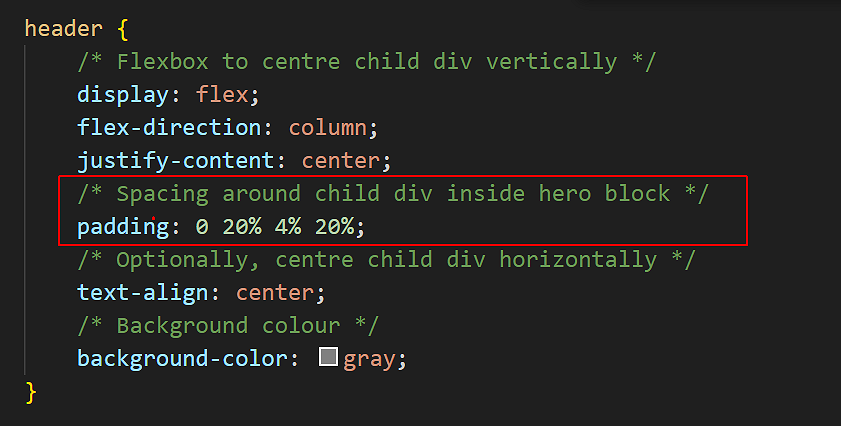 header {
/* Flexbox to centre child div vertically */
display: flex;
flex-direction: column;
justify-content: center;
/* Spacing around child div inside hero block */
padding: 0 20% 4% 20%;
/* Optionally, centre child div horizontally */
text-align: center;
/* Background colour */
background-color: gray;
}